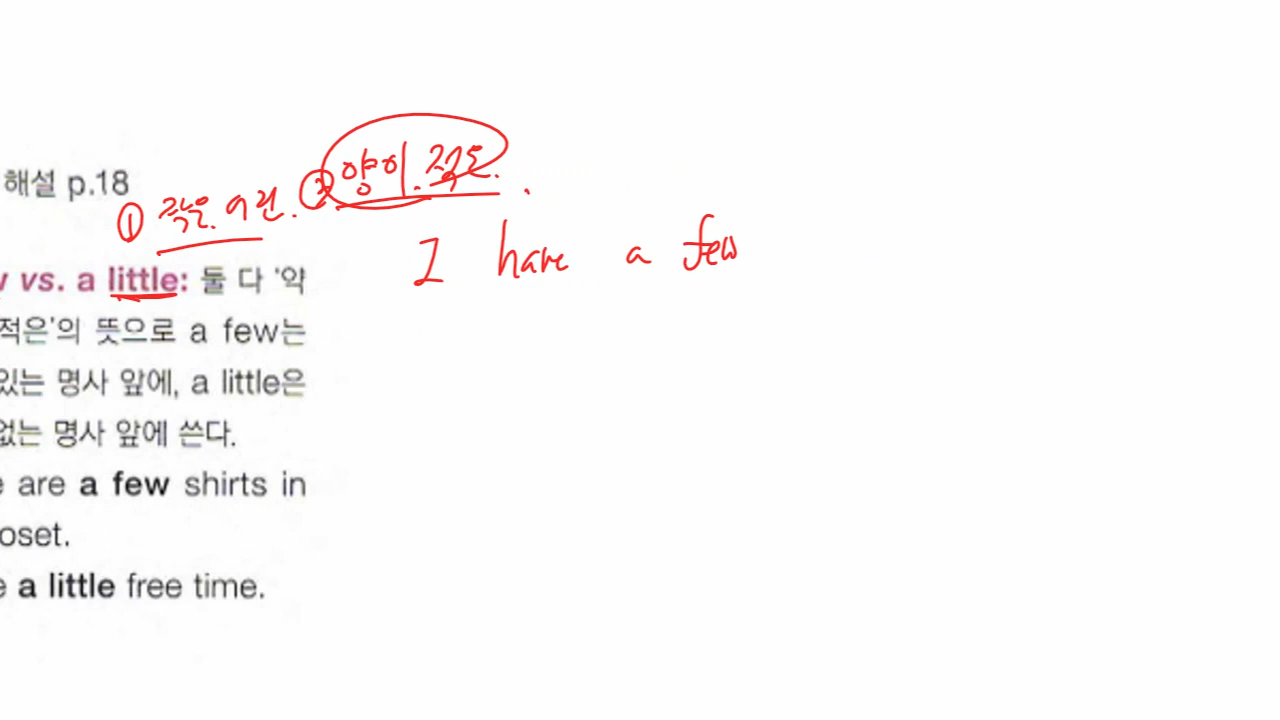 해설 p.18
① 작은. 어린. ② 양이.
I have a few
vs. a little: 둘 다 '약
적은'의 뜻으로 a few는
있는 명사 앞에, a little은
없는 명사 앞에 쓴다.
are a few shirts in
oset.
a little free time.